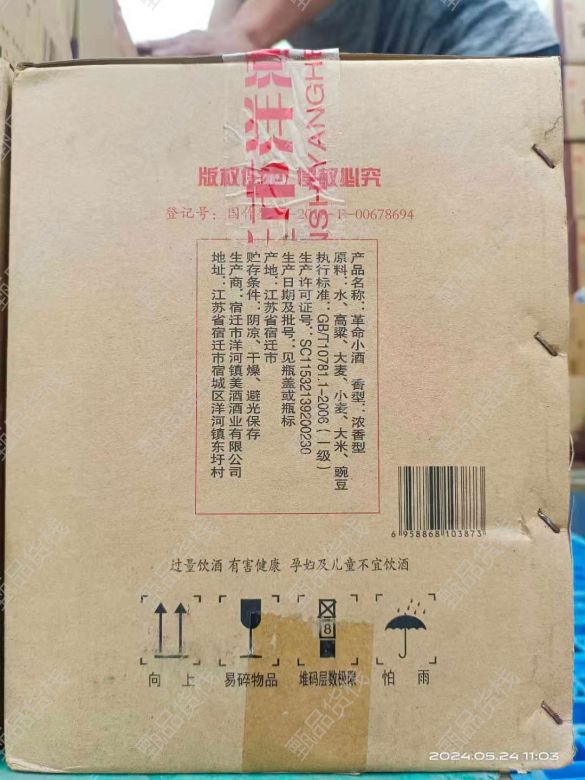 版权 究
登记号：国作 -00678694
产品名称：革命小酒 香型：浓香型
原料：水、高粱、大麦、小麦、大米、豌豆
执行标准：GB/T10781.1-2006（一级）
生产许可证号：SC11532139200230
生产日期及批号：见瓶盖或瓶标
产地：江苏省宿迁市
贮存条件：阴凉、干燥、避光保存
生产商：宿迁市洋河镇美酒酒业有限公司
地址：江苏省宿迁市宿城区洋河镇东圩村
6 958868 103873
过量饮酒 有害健康 孕妇及儿童不宜饮酒
8
向上
易碎物品
堆码层数极限
怕雨
甄品货栈
2024.05.24 11:03